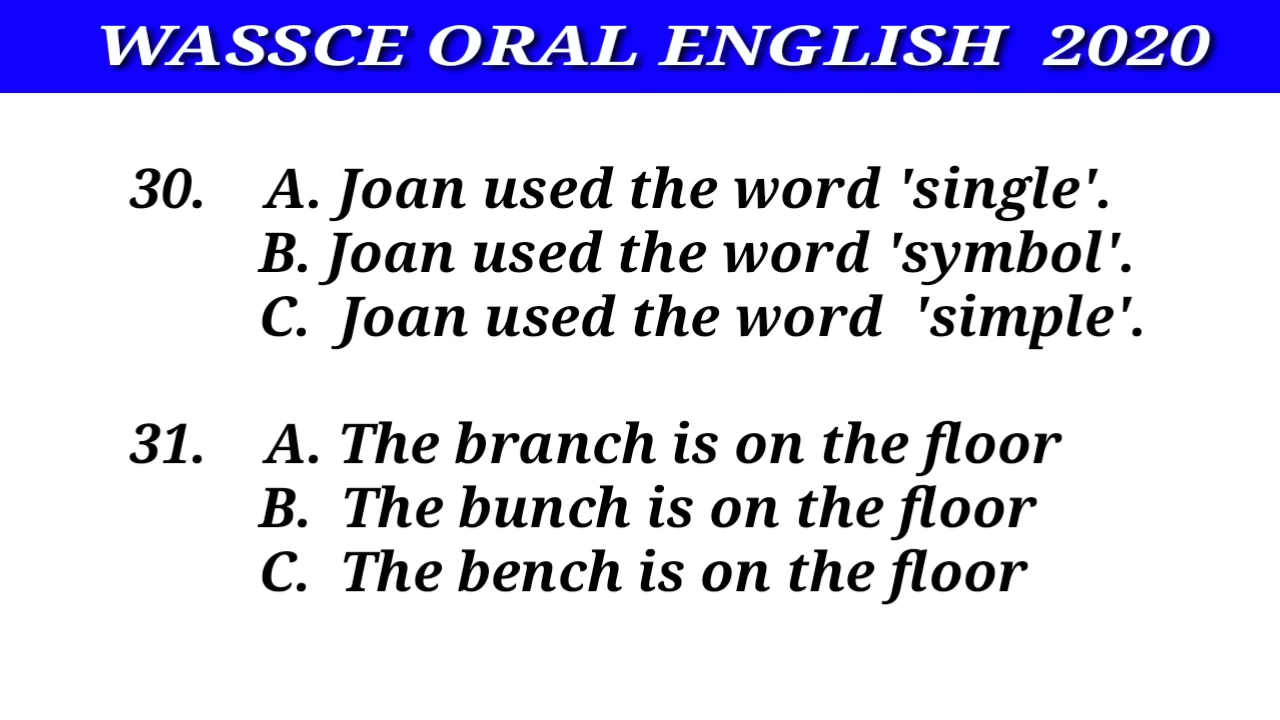 WASSCE ORAL ENGLISH 2020
30. A. Joan used the word 'single'.
B. Joan used the word 'symbol'.
C. Joan used the word 'simple'.
31. A. The branch is on the floor
B. The bunch is on the floor
C. The bench is on the floor